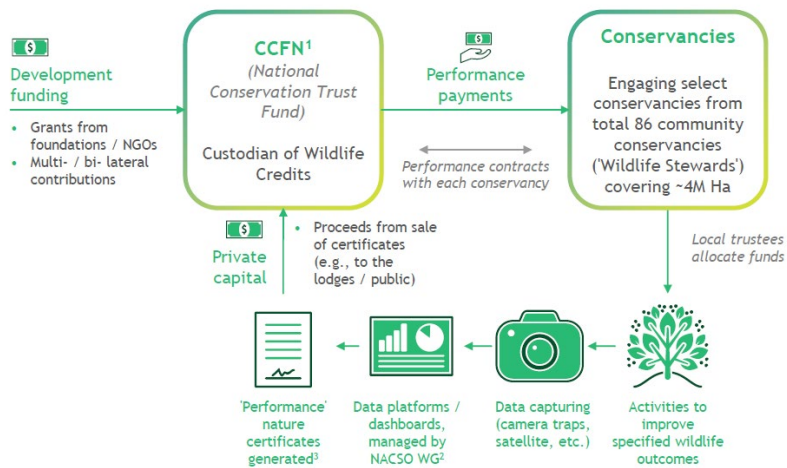 Development
funding
• Grants from
foundations / NGOs
• Multi- / bi- lateral
contributions
CCFN¹
(National
Conservation Trust
Fund)
Custodian of Wildlife
Credits
Performance
payments
Performance contracts
with each conservancy
Conservancies
Engaging select
conservancies from
total 86 community
conservancies
('Wildlife Stewards')
covering ~4M Ha
Local trustees
allocate funds
Private
capital
• Proceeds from sale
of certificates
(e.g., to the
lodges / public)
'Performance'
nature
certificates
generated³
Data platforms /
dashboards,
managed by
NACSO WG²
Data capturing
(camera traps,
satellite, etc.)
Activities to
improve
specified wildlife
outcomes